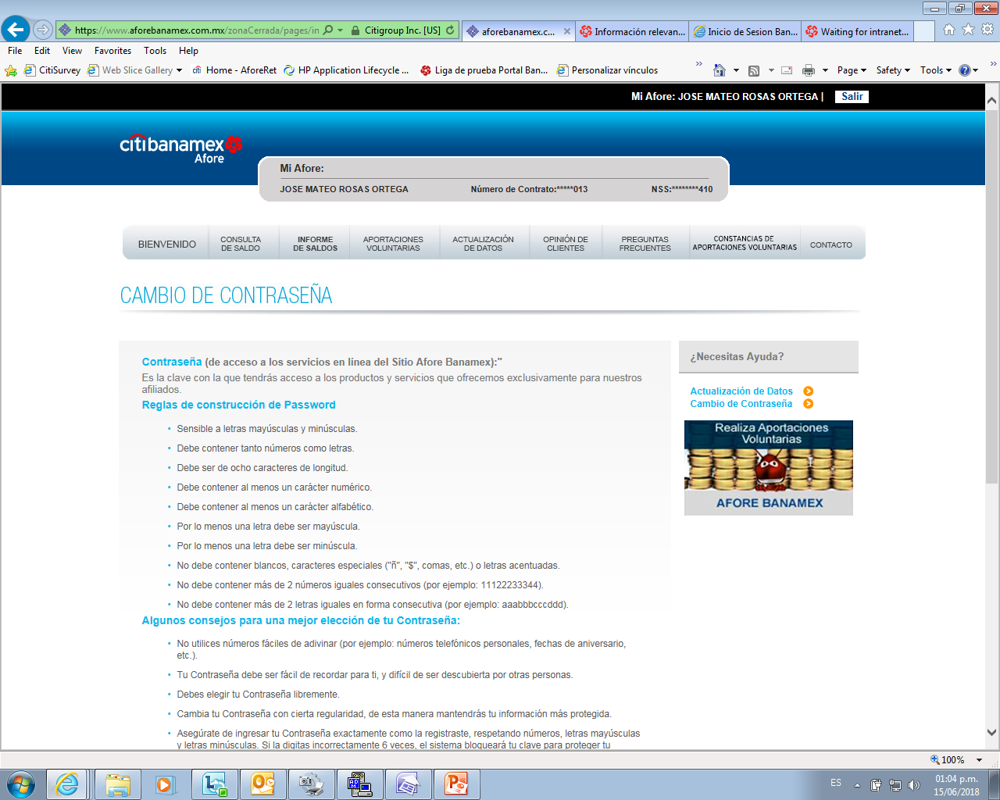 https://www.aforebanamex.com.mx/zonaCerrada/pages/in
Citigroup Inc. [US]
aforebanamex.c...
Información relevan...
Inicio de Sesion Ban...
Waiting for intranet...
File Edit View Favorites Tools Help
CitiSurvey
Web Slice Gallery
Home - AforeRet
HP Application Lifecycle ...
Liga de prueba Portal Ban...
Personalizar vínculos
Page Safety Tools
Mi Afore: JOSE MATEO ROSAS ORTEGA | Salir
citibanamex
Afore
Mi Afore:
JOSE MATEO ROSAS ORTEGA Número de Contrato:*****013 NSS:********410
BIENVENIDO
CONSULTA
DE SALDO
INFORME
DE SALDOS
APORTACIONES
VOLUNTARIAS
ACTUALIZACIÓN
DE DATOS
OPINIÓN DE
CLIENTES
PREGUNTAS
FRECUENTES
CONSTANCIAS DE
APORTACIONES VOLUNTARIAS
CONTACTO
CAMBIO DE CONTRASEÑA
Contraseña (de acceso a los servicios en línea del Sitio Afore Banamex):"
Es la clave con la que tendrás acceso a los productos y servicios que ofrecemos exclusivamente para nuestros
afiliados.
Reglas de construcción de Password
• Sensible a letras mayúsculas y minúsculas.
• Debe contener tanto números como letras.
• Debe ser de ocho caracteres de longitud.
• Debe contener al menos un carácter numérico.
• Debe contener al menos un carácter alfabético.
• Por lo menos una letra debe ser mayúscula.
• Por lo menos una letra debe ser minúscula.
• No debe contener blancos, caracteres especiales ("ñ", "$", comas, etc.) o letras acentuadas.
• No debe contener más de 2 números iguales consecutivos (por ejemplo: 11122233344).
• No debe contener más de 2 letras iguales en forma consecutiva (por ejemplo: aaabbbcccddd).
Algunos consejos para una mejor elección de tu Contraseña:
• No utilices números fáciles de adivinar (por ejemplo: números telefónicos personales, fechas de aniversario,
etc.).
• Tu Contraseña debe ser fácil de recordar para ti, y difícil de ser descubierta por otras personas.
• Debes elegir tu Contraseña libremente.
• Cambia tu Contraseña con cierta regularidad, de esta manera mantendrás tu información más protegida.
• Asegúrate de ingresar tu Contraseña exactamente como la registraste, respetando números, letras mayúsculas
y letras minúsculas. Si la digitas incorrectamente 6 veces, el sistema bloqueará tu clave para proteger tu
¿Necesitas Ayuda?
Actualización de Datos
Cambio de Contraseña
Realiza Aportaciones
Voluntarias
AFORE BANAMEX
100%
ES
01:04 p.m.
15/06/2018